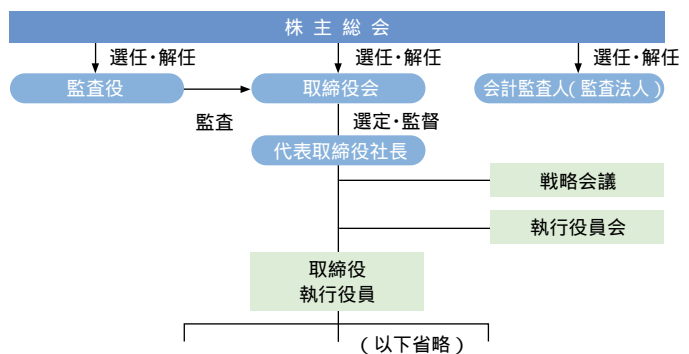 株主総会
選任・解任
選任・解任
選任・解任
監査役
取締役会
会計監査人(監査法人)
監査
選定・監督
代表取締役社長
戦略会議
執行役員会
取締役
執行役員
(以下省略)